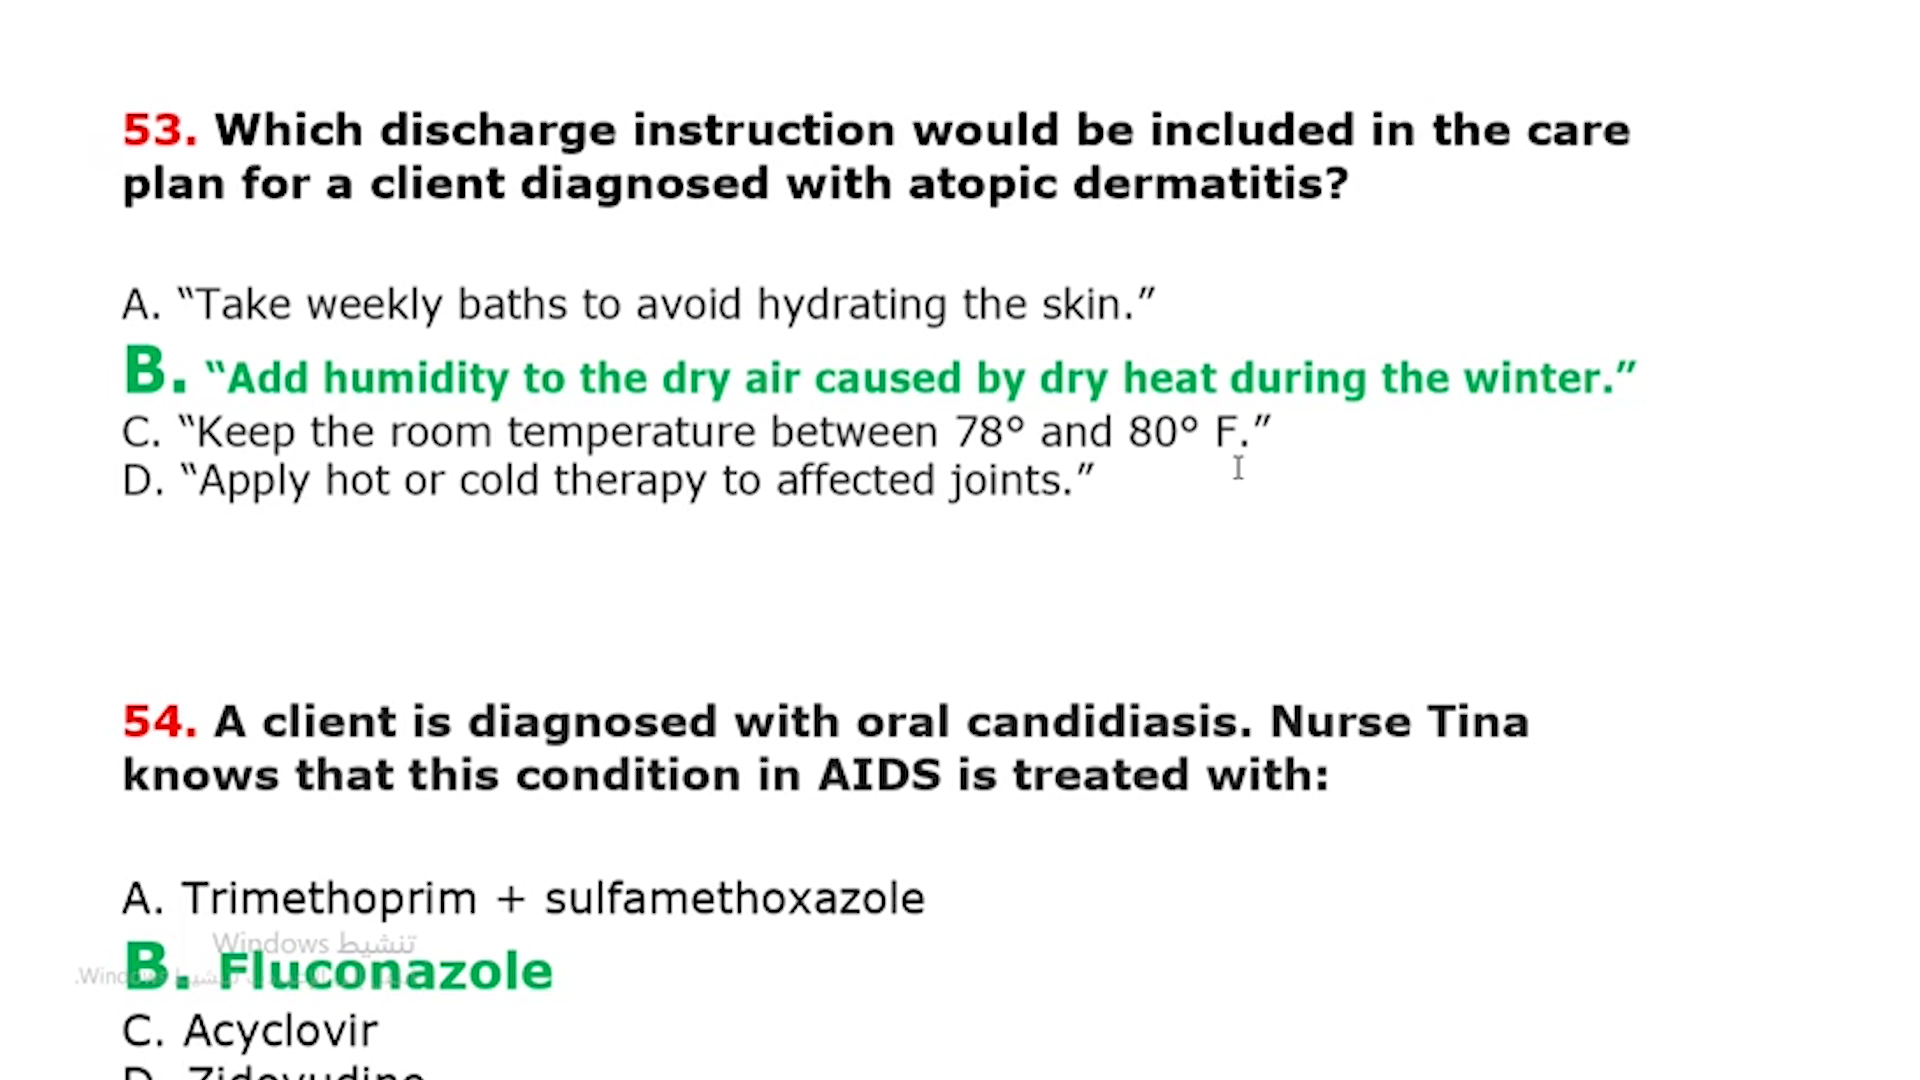 53. Which discharge instruction would be included in the care
plan for a client diagnosed with atopic dermatitis?
A. “Take weekly baths to avoid hydrating the skin.”
B. “Add humidity to the dry air caused by dry heat during the winter.”
C. “Keep the room temperature between 78° and 80° F.”
D. “Apply hot or cold therapy to affected joints.”
54. A client is diagnosed with oral candidiasis. Nurse Tina
knows that this condition in AIDS is treated with:
A. Trimethoprim + sulfamethoxazole
تنشيط Windows
B. Fluconazole
Windows.
C. Acyclovir
D. Zidovudine